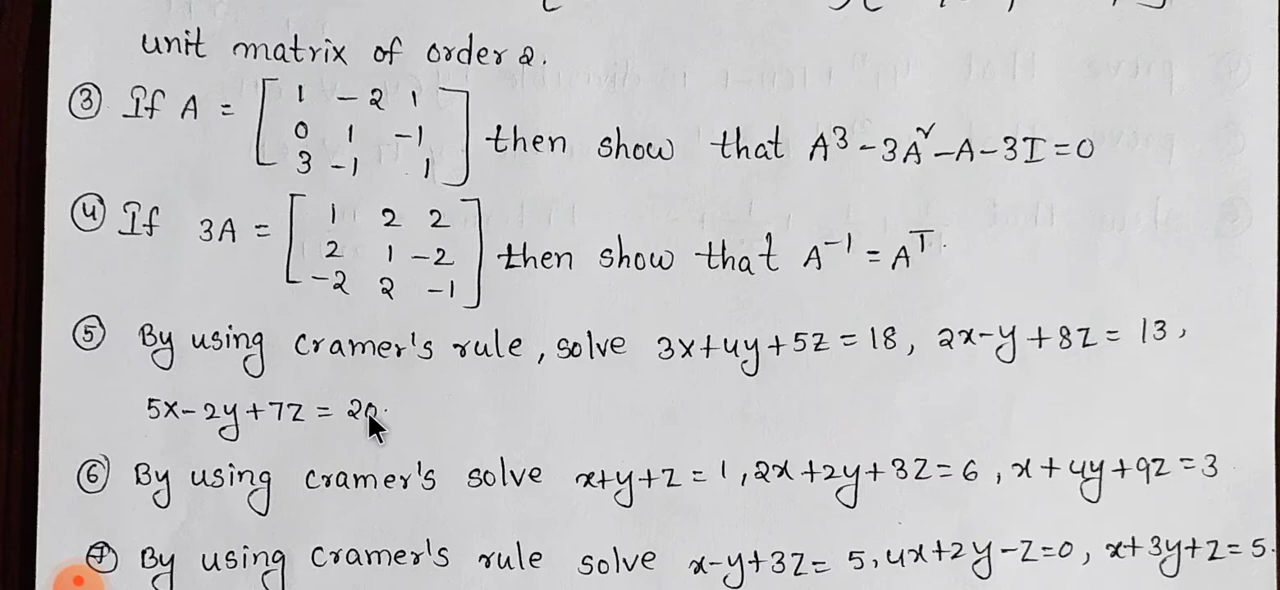 unit matrix of order 2.
③ If A = [ 1 -2 1
0 1 -1
3 -1 1 ] then show that A³ - 3A² - A - 3I = 0
④ If 3A = [ 1 2 2
2 1 -2
-2 2 -1 ] then show that A⁻¹ = Aᵀ.
⑤ By using cramer's rule, solve 3x+4y+5z = 18, 2x-y+8z = 13,
5x-2y+7z = 20.
⑥ By using cramer's solve x+y+z = 1, 2x+2y+3z = 6, x+4y+9z = 3
⑦ By using cramer's rule solve x-y+3z = 5, 4x+2y-z=0, x+3y+z=5.